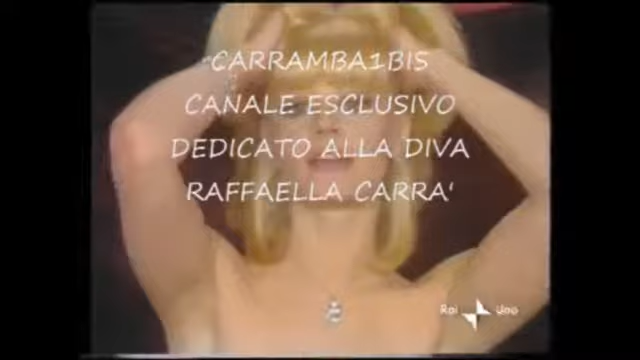 CARRAMBA1BIS
CANALE ESCLUSIVO
DEDICATO ALLA DIVA
RAFFAELLA CARRA'
Rai Uno